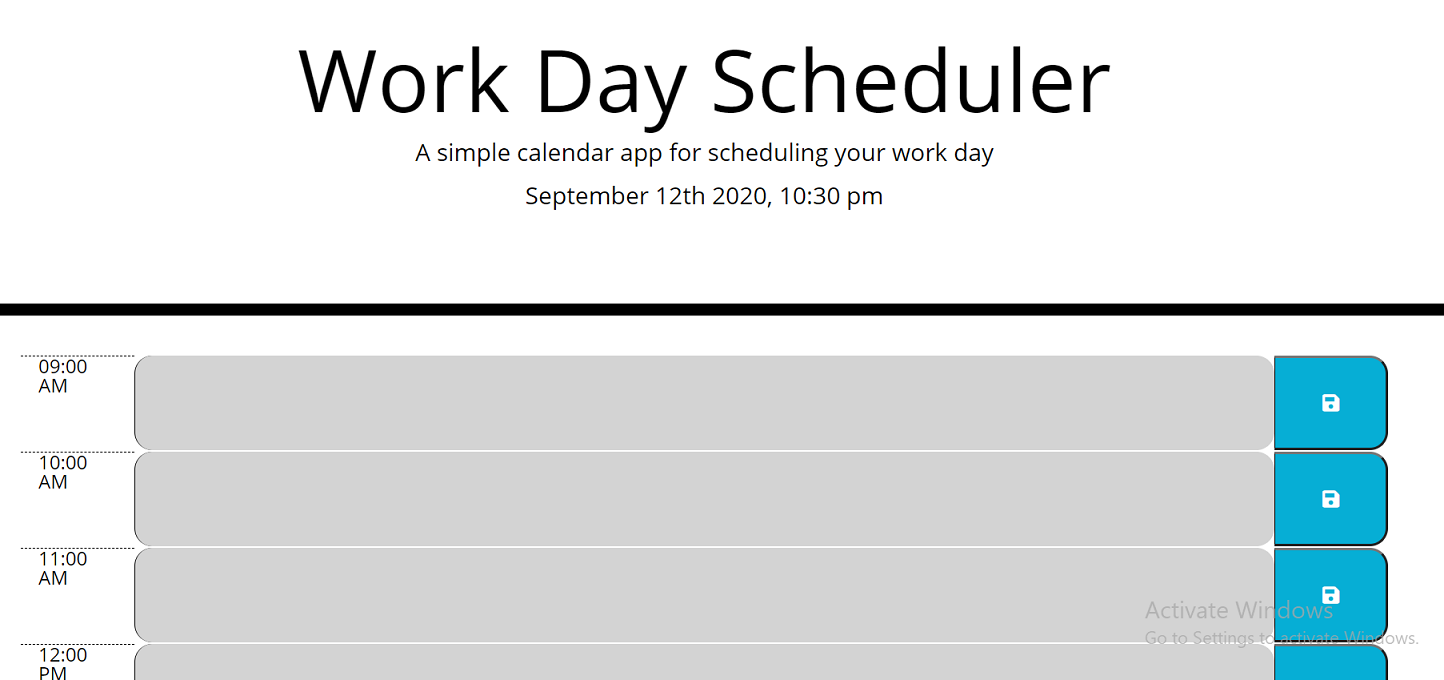 Work Day Scheduler
A simple calendar app for scheduling your work day
September 12th 2020, 10:30 pm
09:00
AM
10:00
AM
11:00
AM
Activate Windows
Go to Settings to activate Windows.
12:00
PM